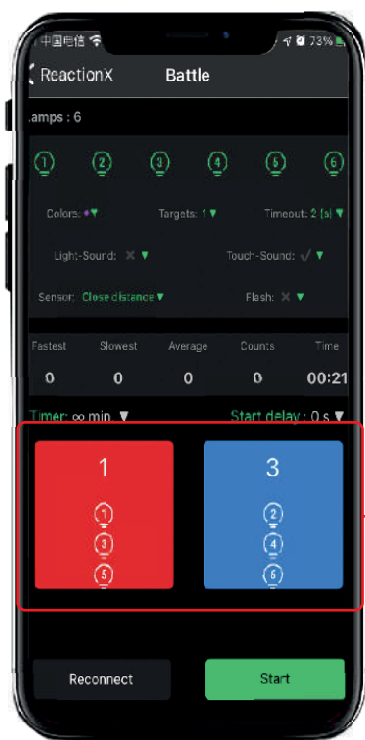 中国电信 73%
ReactionX Battle
.amps : 6
1 2 3 4 5 6
Colors: Targets: 1 ▼ Timeout: 2 (s) ▼
Light-Sound: ✕ ▼ Touch-Sound: ✓ ▼
Sensor: Close distance ▼ Flash: ✕ ▼
Fastest Slowest Average Counts Time
0 0 0 0 00:21
Timer: ∞ min. ▼ Start delay: 0 s ▼
1 3
1 2
3 4
5 6
Reconnect Start